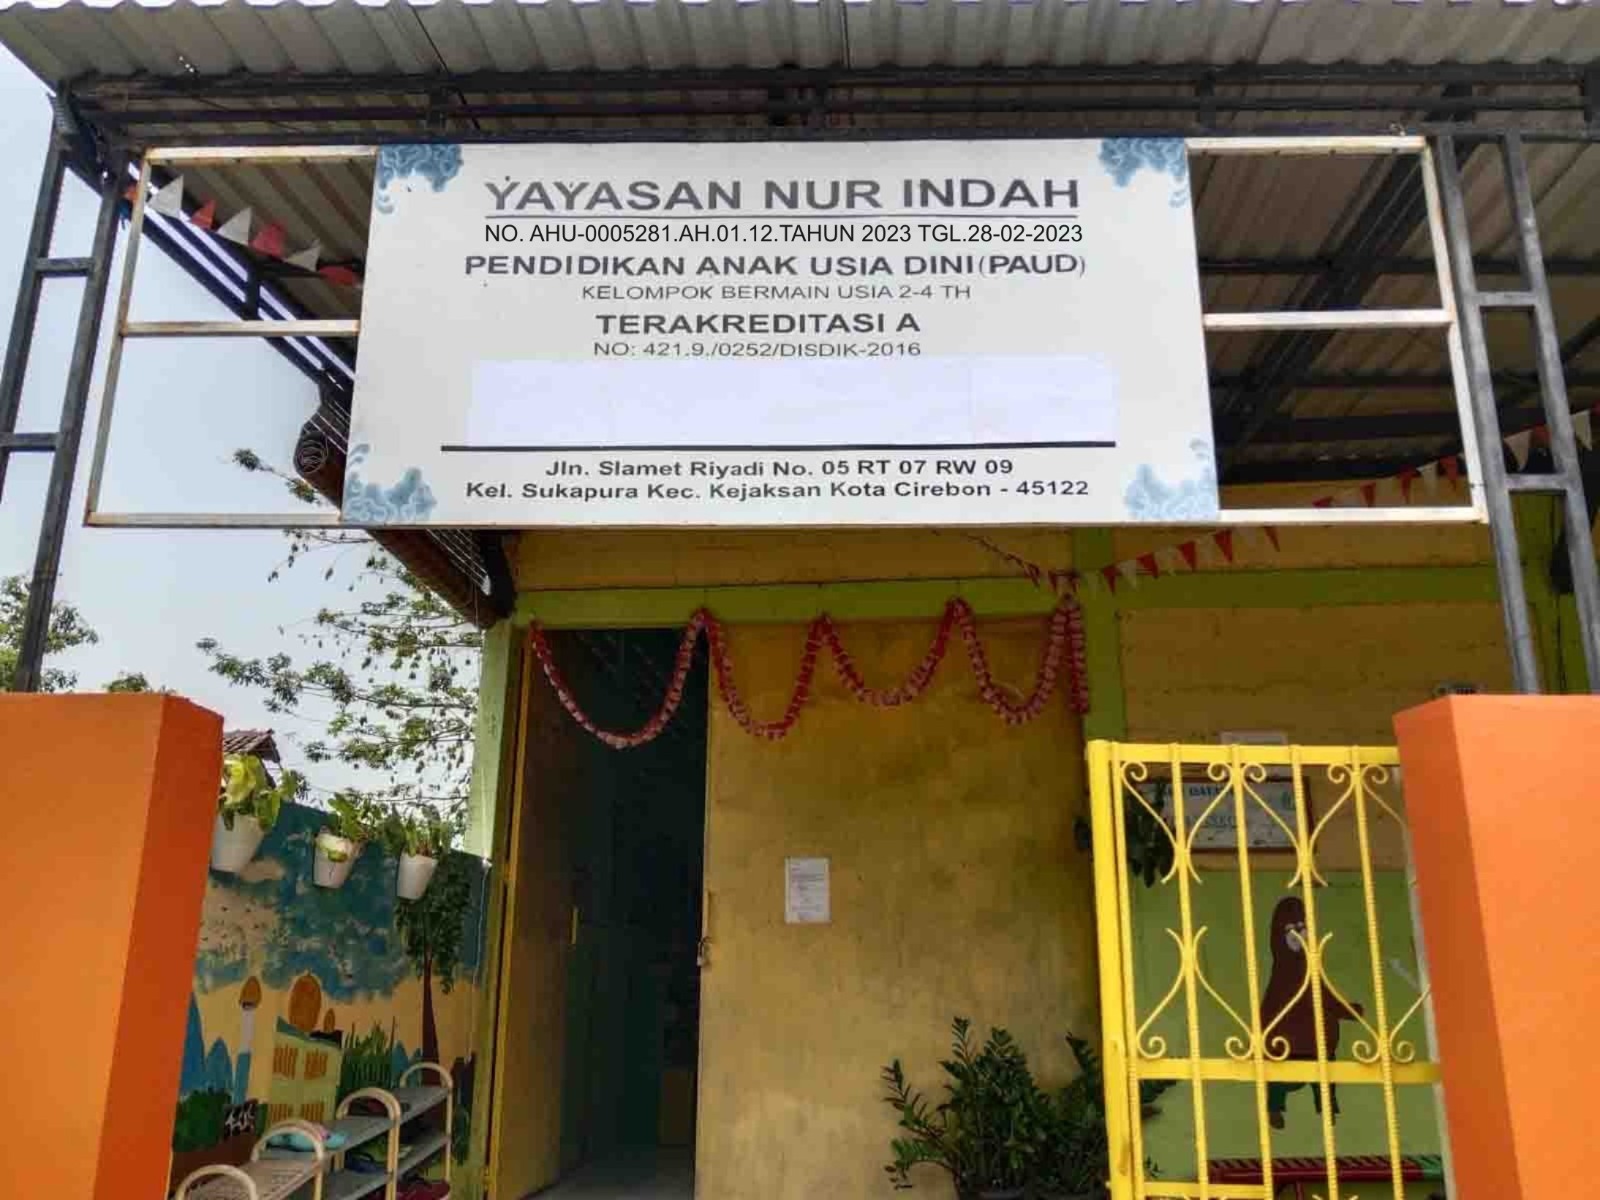 YAYASAN NUR INDAH
NO. AHU-0005281.AH.01.12.TAHUN 2023 TGL.28-02-2023
PENDIDIKAN ANAK USIA DINI(PAUD)
KELOMPOK BERMAIN USIA 2-4 TH
TERAKREDITASI A
NO: 421.9./0252/DISDIK-2016
Jln. Slamet Riyadi No. 05 RT 07 RW 09
Kel. Sukapura Kec. Kejaksan Kota Cirebon - 45122